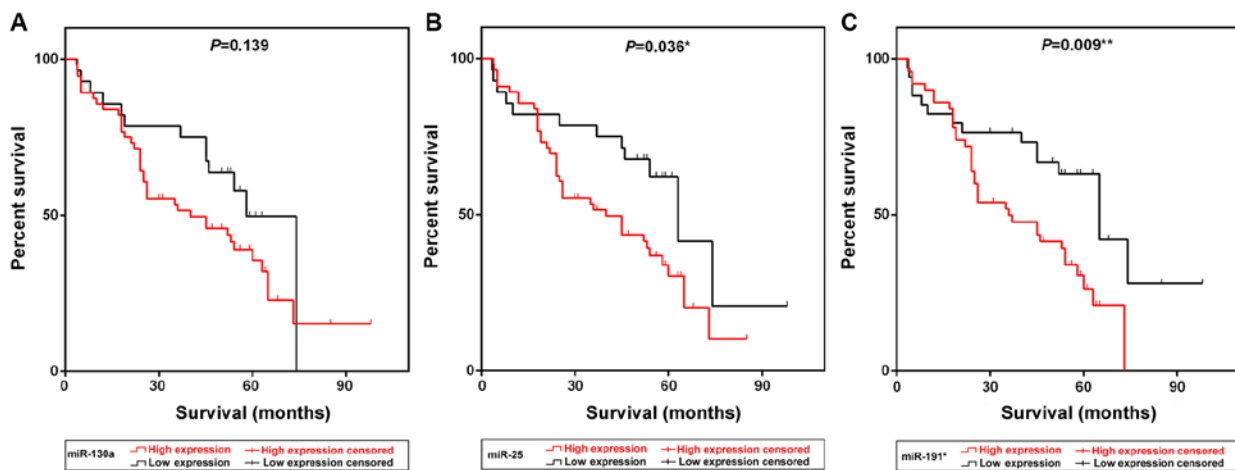 A
P=0.139
Percent survival
100
50
0
0 30 60 90
Survival (months)
miR-130a
High expression
High expression censored
Low expression
Low expression censored
B
P=0.036*
Percent survival
100
50
0
0 30 60 90
Survival (months)
miR-25
High expression
High expression censored
Low expression
Low expression censored
C
P=0.009**
Percent survival
100
50
0
0 30 60 90
Survival (months)
miR-191*
High expression
High expression censored
Low expression
Low expression censored